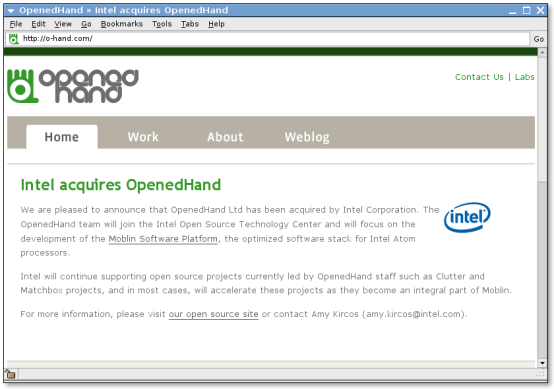 OpenedHand » Intel acquires OpenedHand
File Edit View Go Bookmarks Tools Tabs Help
http://o-hand.com/
Go
opened
hand
Contact Us | Labs
Home Work About Weblog
Intel acquires OpenedHand
We are pleased to announce that OpenedHand Ltd has been acquired by Intel Corporation. The
OpenedHand team will join the Intel Open Source Technology Center and will focus on the
development of the Moblin Software Platform, the optimized software stack for Intel Atom
processors.
intel
Intel will continue supporting open source projects currently led by OpenedHand staff such as Clutter and
Matchbox projects, and in most cases, will accelerate these projects as they become an integral part of Moblin.
For more information, please visit our open source site or contact Amy Kircos (amy.kircos@intel.com).